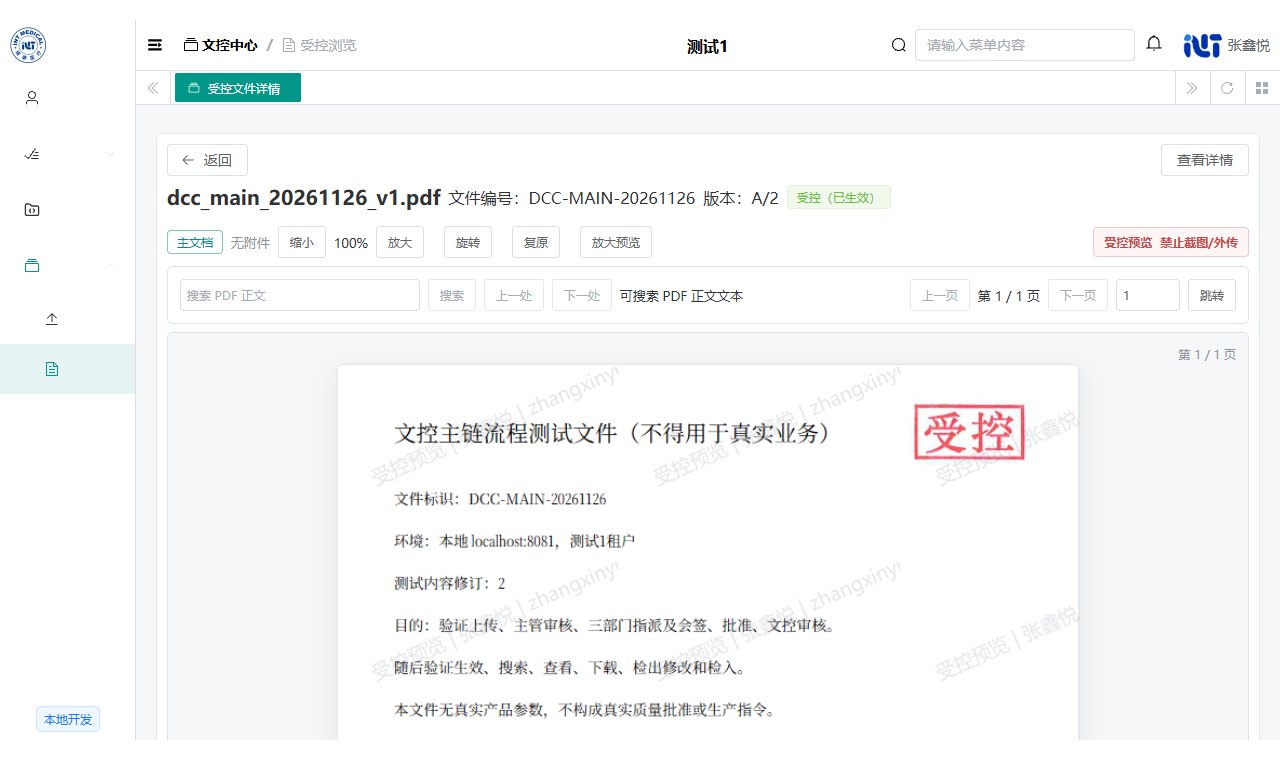 INT MEDICAL
文控中心 / 受控浏览
测试1
请输入菜单内容
张鑫悦
受控文件详情
返回
查看详情
dcc_main_20261126_v1.pdf 文件编号：DCC-MAIN-20261126 版本：A/2 受控（已生效）
主文档 无附件 缩小 100% 放大 旋转 复原 放大预览
受控预览 禁止截图/外传
搜索 PDF 正文 搜索 上一处 下一处 可搜索 PDF 正文文本
上一页 第 1 / 1 页 下一页 1 跳转
第 1 / 1 页
文控主链流程测试文件（不得用于真实业务）
受控
文件标识：DCC-MAIN-20261126
环境：本地 localhost:8081，测试1租户
测试内容修订：2
目的：验证上传、主管审核、三部门指派及会签、批准、文控审核。
随后验证生效、搜索、查看、下载、检出修改和检入。
本文件无真实产品参数，不构成真实质量批准或生产指令。
受控预览 | 张鑫悦 | zhangxinyu
本地开发